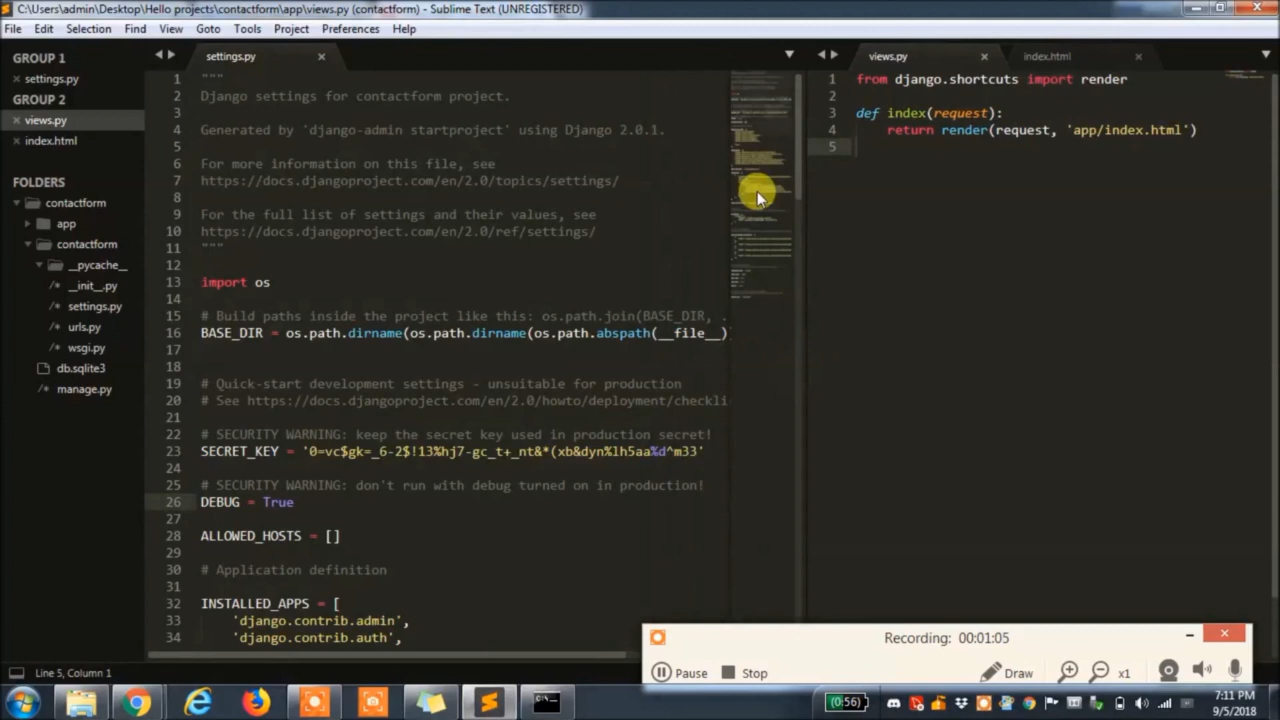 C:\Users\admin\Desktop\Hello projects\contactform\app\views.py (contactform) - Sublime Text (UNREGISTERED)
File Edit Selection Find View Goto Tools Project Preferences Help
GROUP 1
settings.py
GROUP 2
views.py
index.html
FOLDERS
contactform
app
contactform
__pycache__
__init__.py
settings.py
urls.py
wsgi.py
db.sqlite3
manage.py
settings.py
1 """
2 Django settings for contactform project.
3
4 Generated by 'django-admin startproject' using Django 2.0.1.
5
6 For more information on this file, see
7 https://docs.djangoproject.com/en/2.0/topics/settings/
8
9 For the full list of settings and their values, see
10 https://docs.djangoproject.com/en/2.0/ref/settings/
11 """
12
13 import os
14
15 # Build paths inside the project like this: os.path.join(BASE_DIR, .
16 BASE_DIR = os.path.dirname(os.path.dirname(os.path.abspath(__file__)
17
18
19 # Quick-start development settings - unsuitable for production
20 # See https://docs.djangoproject.com/en/2.0/howto/deployment/checkli
21
22 # SECURITY WARNING: keep the secret key used in production secret!
23 SECRET_KEY = '0=vc$gk=_6-2$!13%hj7-gc_t+_nt&*(xb&dyn%lh5aa%d^m33'
24
25 # SECURITY WARNING: don't run with debug turned on in production!
26 DEBUG = True
27
28 ALLOWED_HOSTS = []
29
30 # Application definition
31
32 INSTALLED_APPS = [
33 'django.contrib.admin',
34 'django.contrib.auth',
views.py index.html
1 from django.shortcuts import render
2
3 def index(request):
4 return render(request, 'app/index.html')
5
Recording: 00:01:05
Pause Stop Draw x1
Line 5, Column 1
(0:56)
7:11 PM
9/5/2018